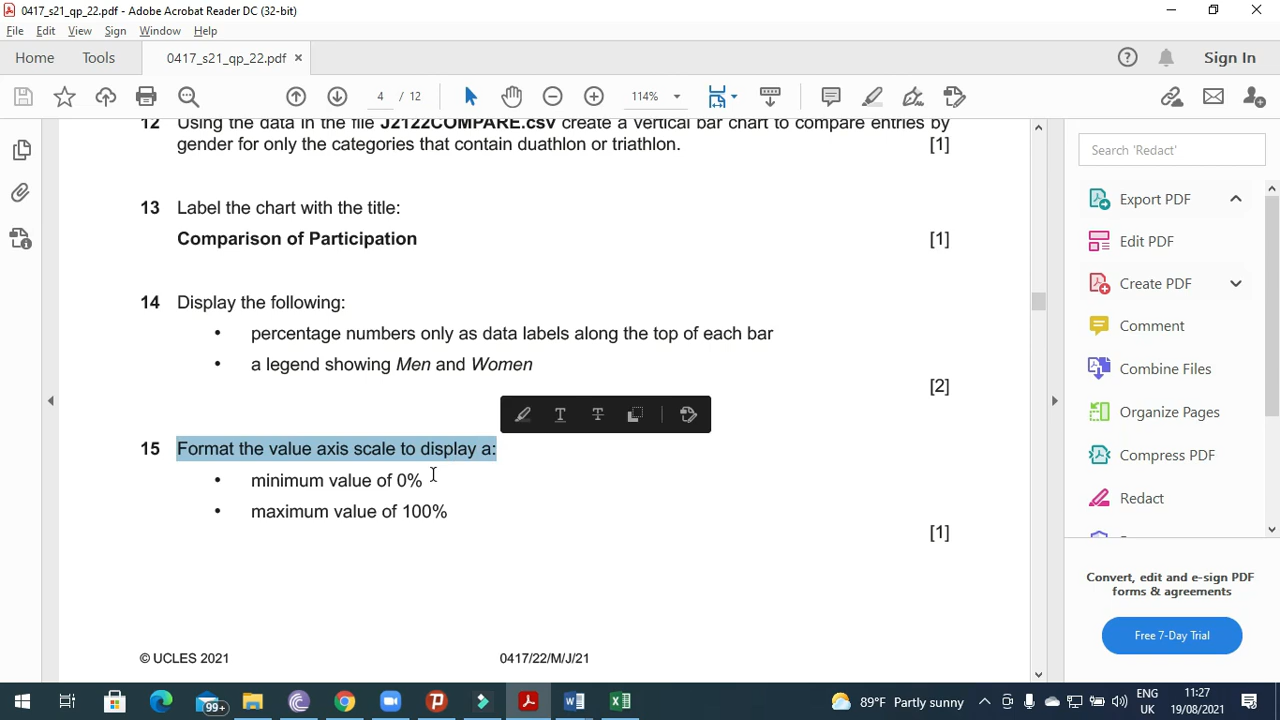 0417_s21_qp_22.pdf - Adobe Acrobat Reader DC (32-bit)
File Edit View Sign Window Help
Home Tools 0417_s21_qp_22.pdf × ? Sign In
4 / 12 114%
12 Using the data in the file J2122COMPARE.csv create a vertical bar chart to compare entries by
gender for only the categories that contain duathlon or triathlon. [1]
13 Label the chart with the title:
Comparison of Participation [1]
14 Display the following:
• percentage numbers only as data labels along the top of each bar
• a legend showing Men and Women
[2]
15 Format the value axis scale to display a:
• minimum value of 0%
• maximum value of 100%
[1]
© UCLES 2021 0417/22/M/J/21
Search 'Redact'
Export PDF
Edit PDF
Create PDF
Comment
Combine Files
Organize Pages
Compress PDF
Redact
Convert, edit and e-sign PDF
forms & agreements
Free 7-Day Trial
99+ 89°F Partly sunny ENG
UK 11:27
19/08/2021